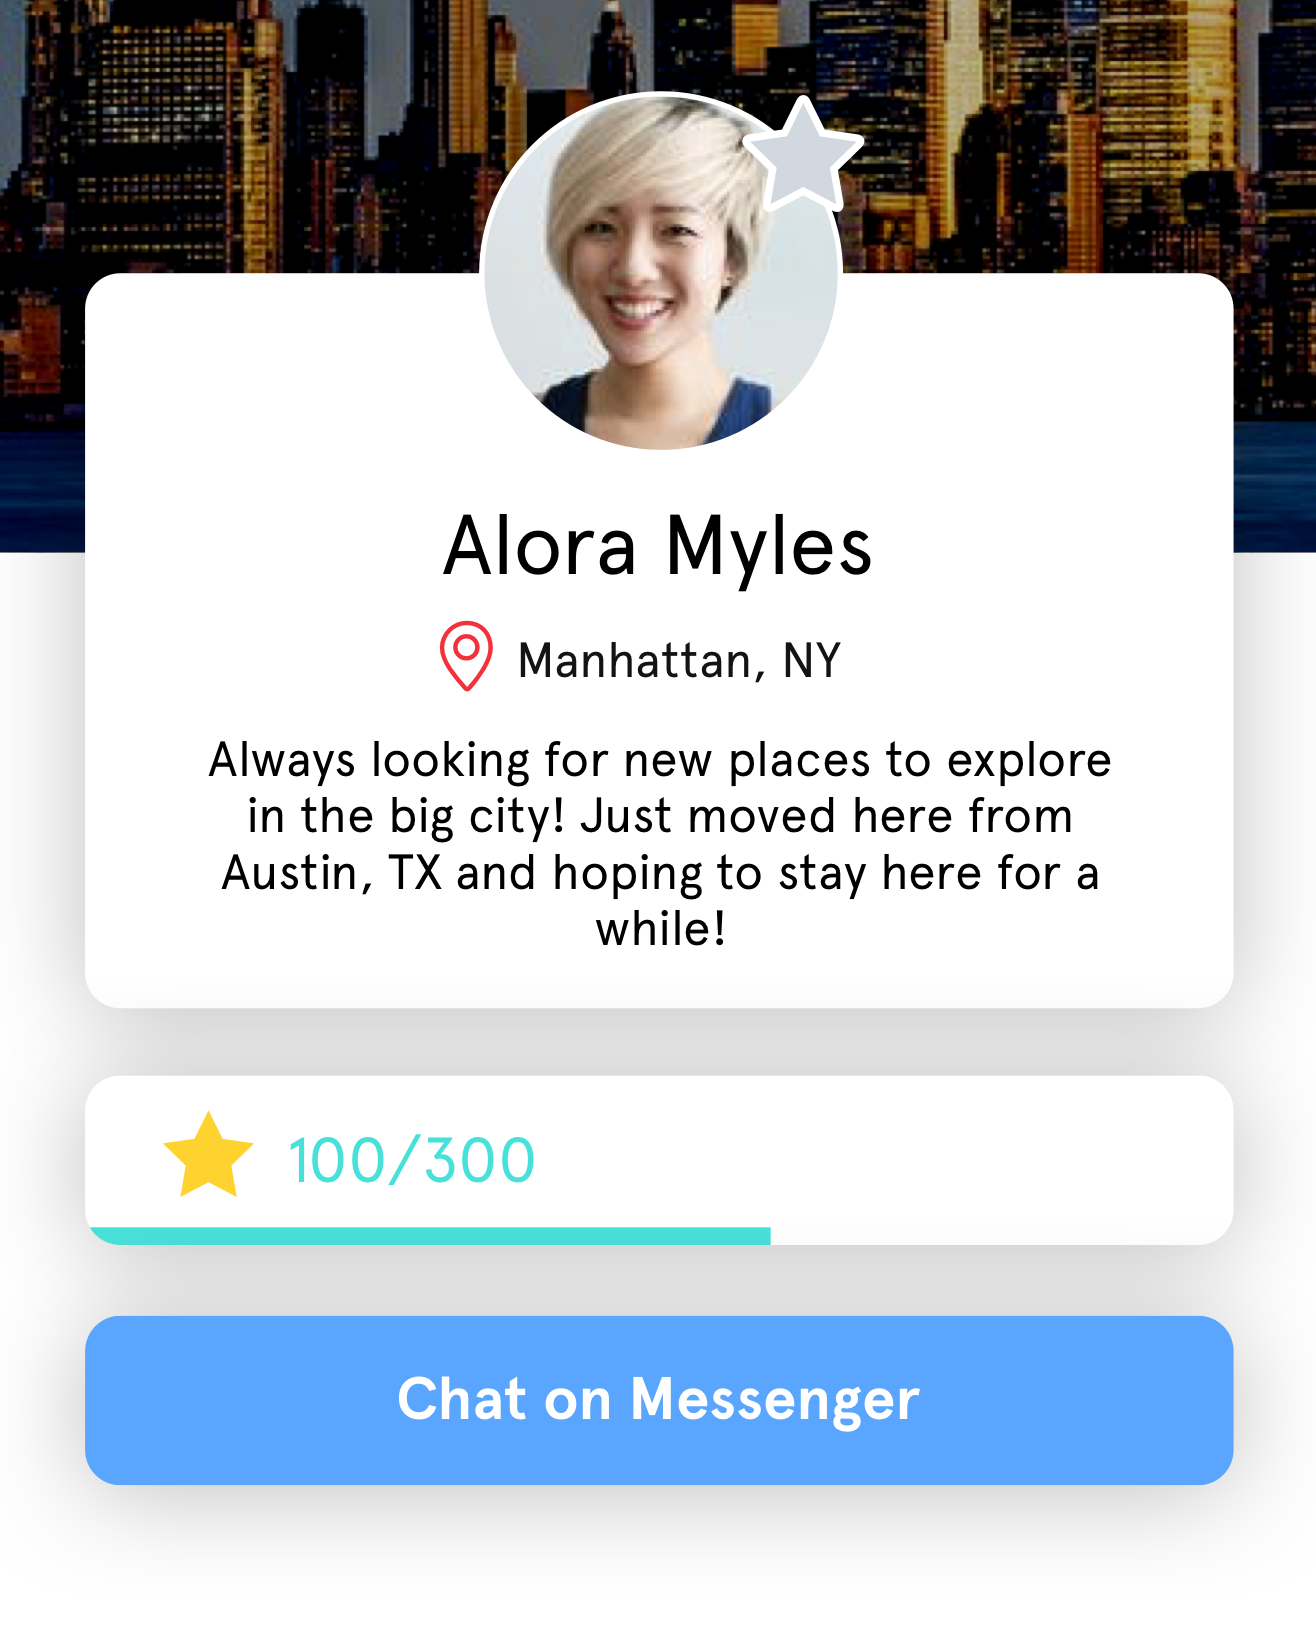 Alora Myles
Manhattan, NY
Always looking for new places to explore
in the big city! Just moved here from
Austin, TX and hoping to stay here for a
while!
100/300
Chat on Messenger